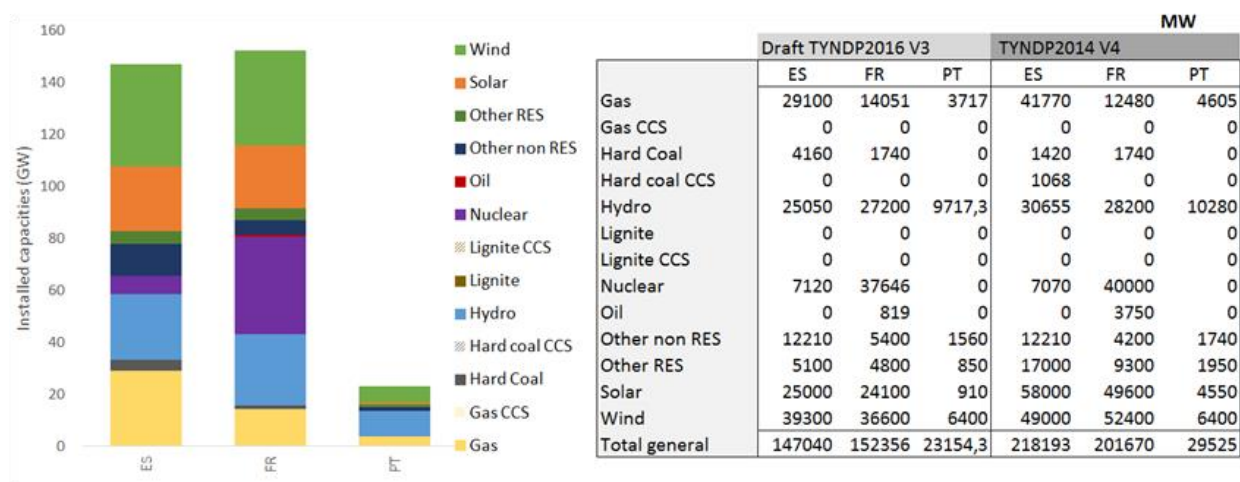 160
140
120
100
80
60
40
20
0
Installed capacities (GW)
ES
FR
PT
Wind
Solar
Other RES
Other non RES
Oil
Nuclear
Lignite CCS
Lignite
Hydro
Hard coal CCS
Hard Coal
Gas CCS
Gas
MW
Draft TYNDP2016 V3 TYNDP2014 V4
ES FR PT ES FR PT
Gas 29100 14051 3717 41770 12480 4605
Gas CCS 0 0 0 0 0 0
Hard Coal 4160 1740 0 1420 1740 0
Hard coal CCS 0 0 0 1068 0 0
Hydro 25050 27200 9717,3 30655 28200 10280
Lignite 0 0 0 0 0 0
Lignite CCS 0 0 0 0 0 0
Nuclear 7120 37646 0 7070 40000 0
Oil 0 819 0 0 3750 0
Other non RES 12210 5400 1560 12210 4200 1740
Other RES 5100 4800 850 17000 9300 1950
Solar 25000 24100 910 58000 49600 4550
Wind 39300 36600 6400 49000 52400 6400
Total general 147040 152356 23154,3 218193 201670 29525